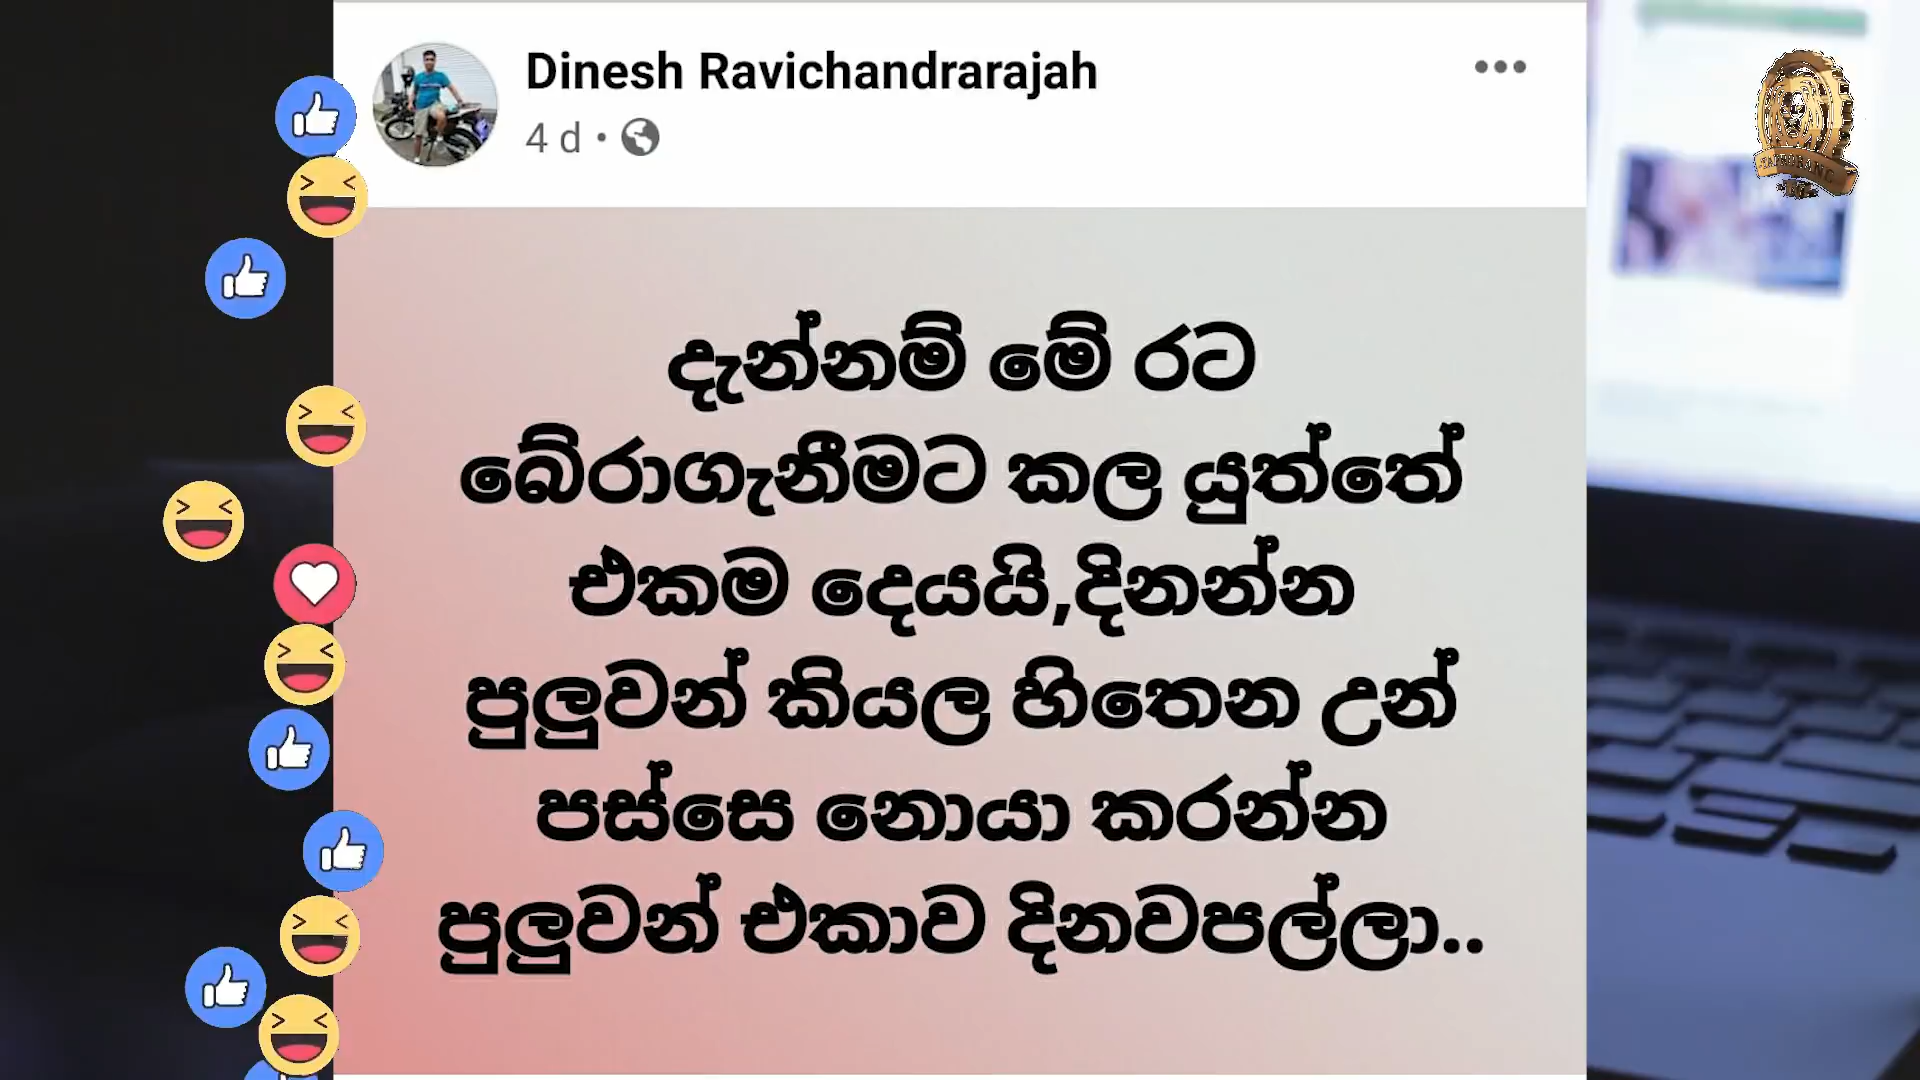 Dinesh Ravichandrarajah
4 d •
දැන්නම් මේ රට
බේරාගැනීමට කල යුත්තේ
එකම දෙයයි,දිනන්න
පුලුවන් කියල හිතෙන උන්
පස්සෙ නොයා කරන්න
පුලුවන් එකාව දිනවපල්ලා..